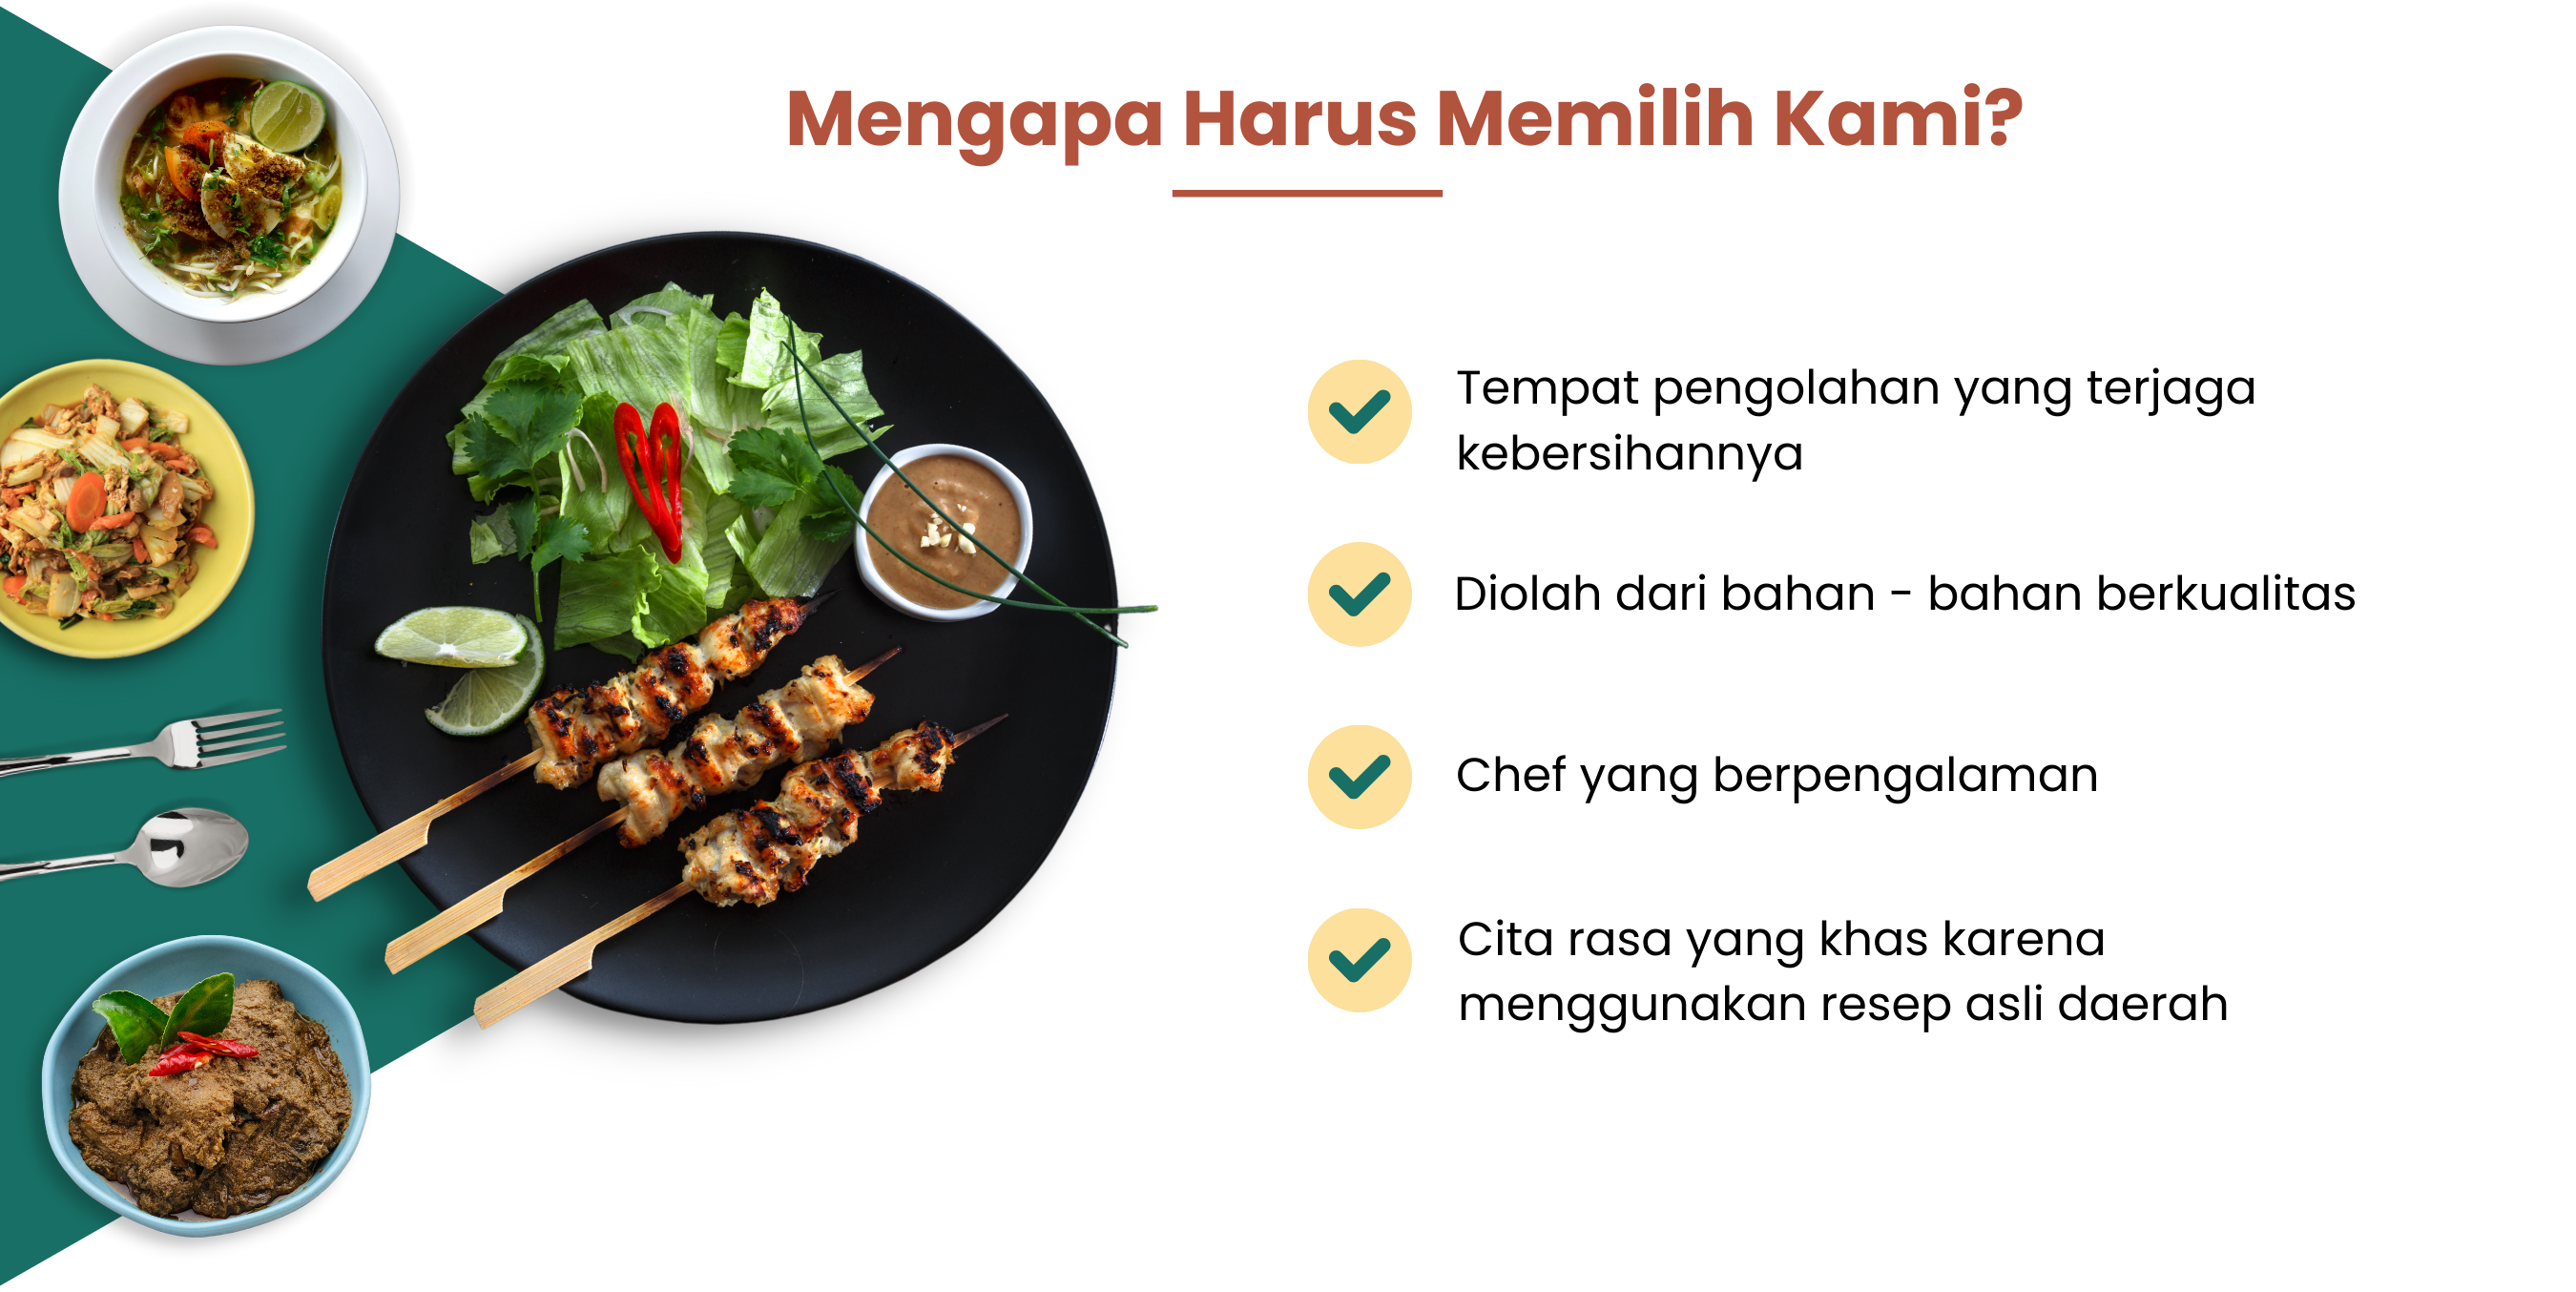 Mengapa Harus Memilih Kami?
Tempat pengolahan yang terjaga
kebersihannya
Diolah dari bahan - bahan berkualitas
Chef yang berpengalaman
Cita rasa yang khas karena
menggunakan resep asli daerah